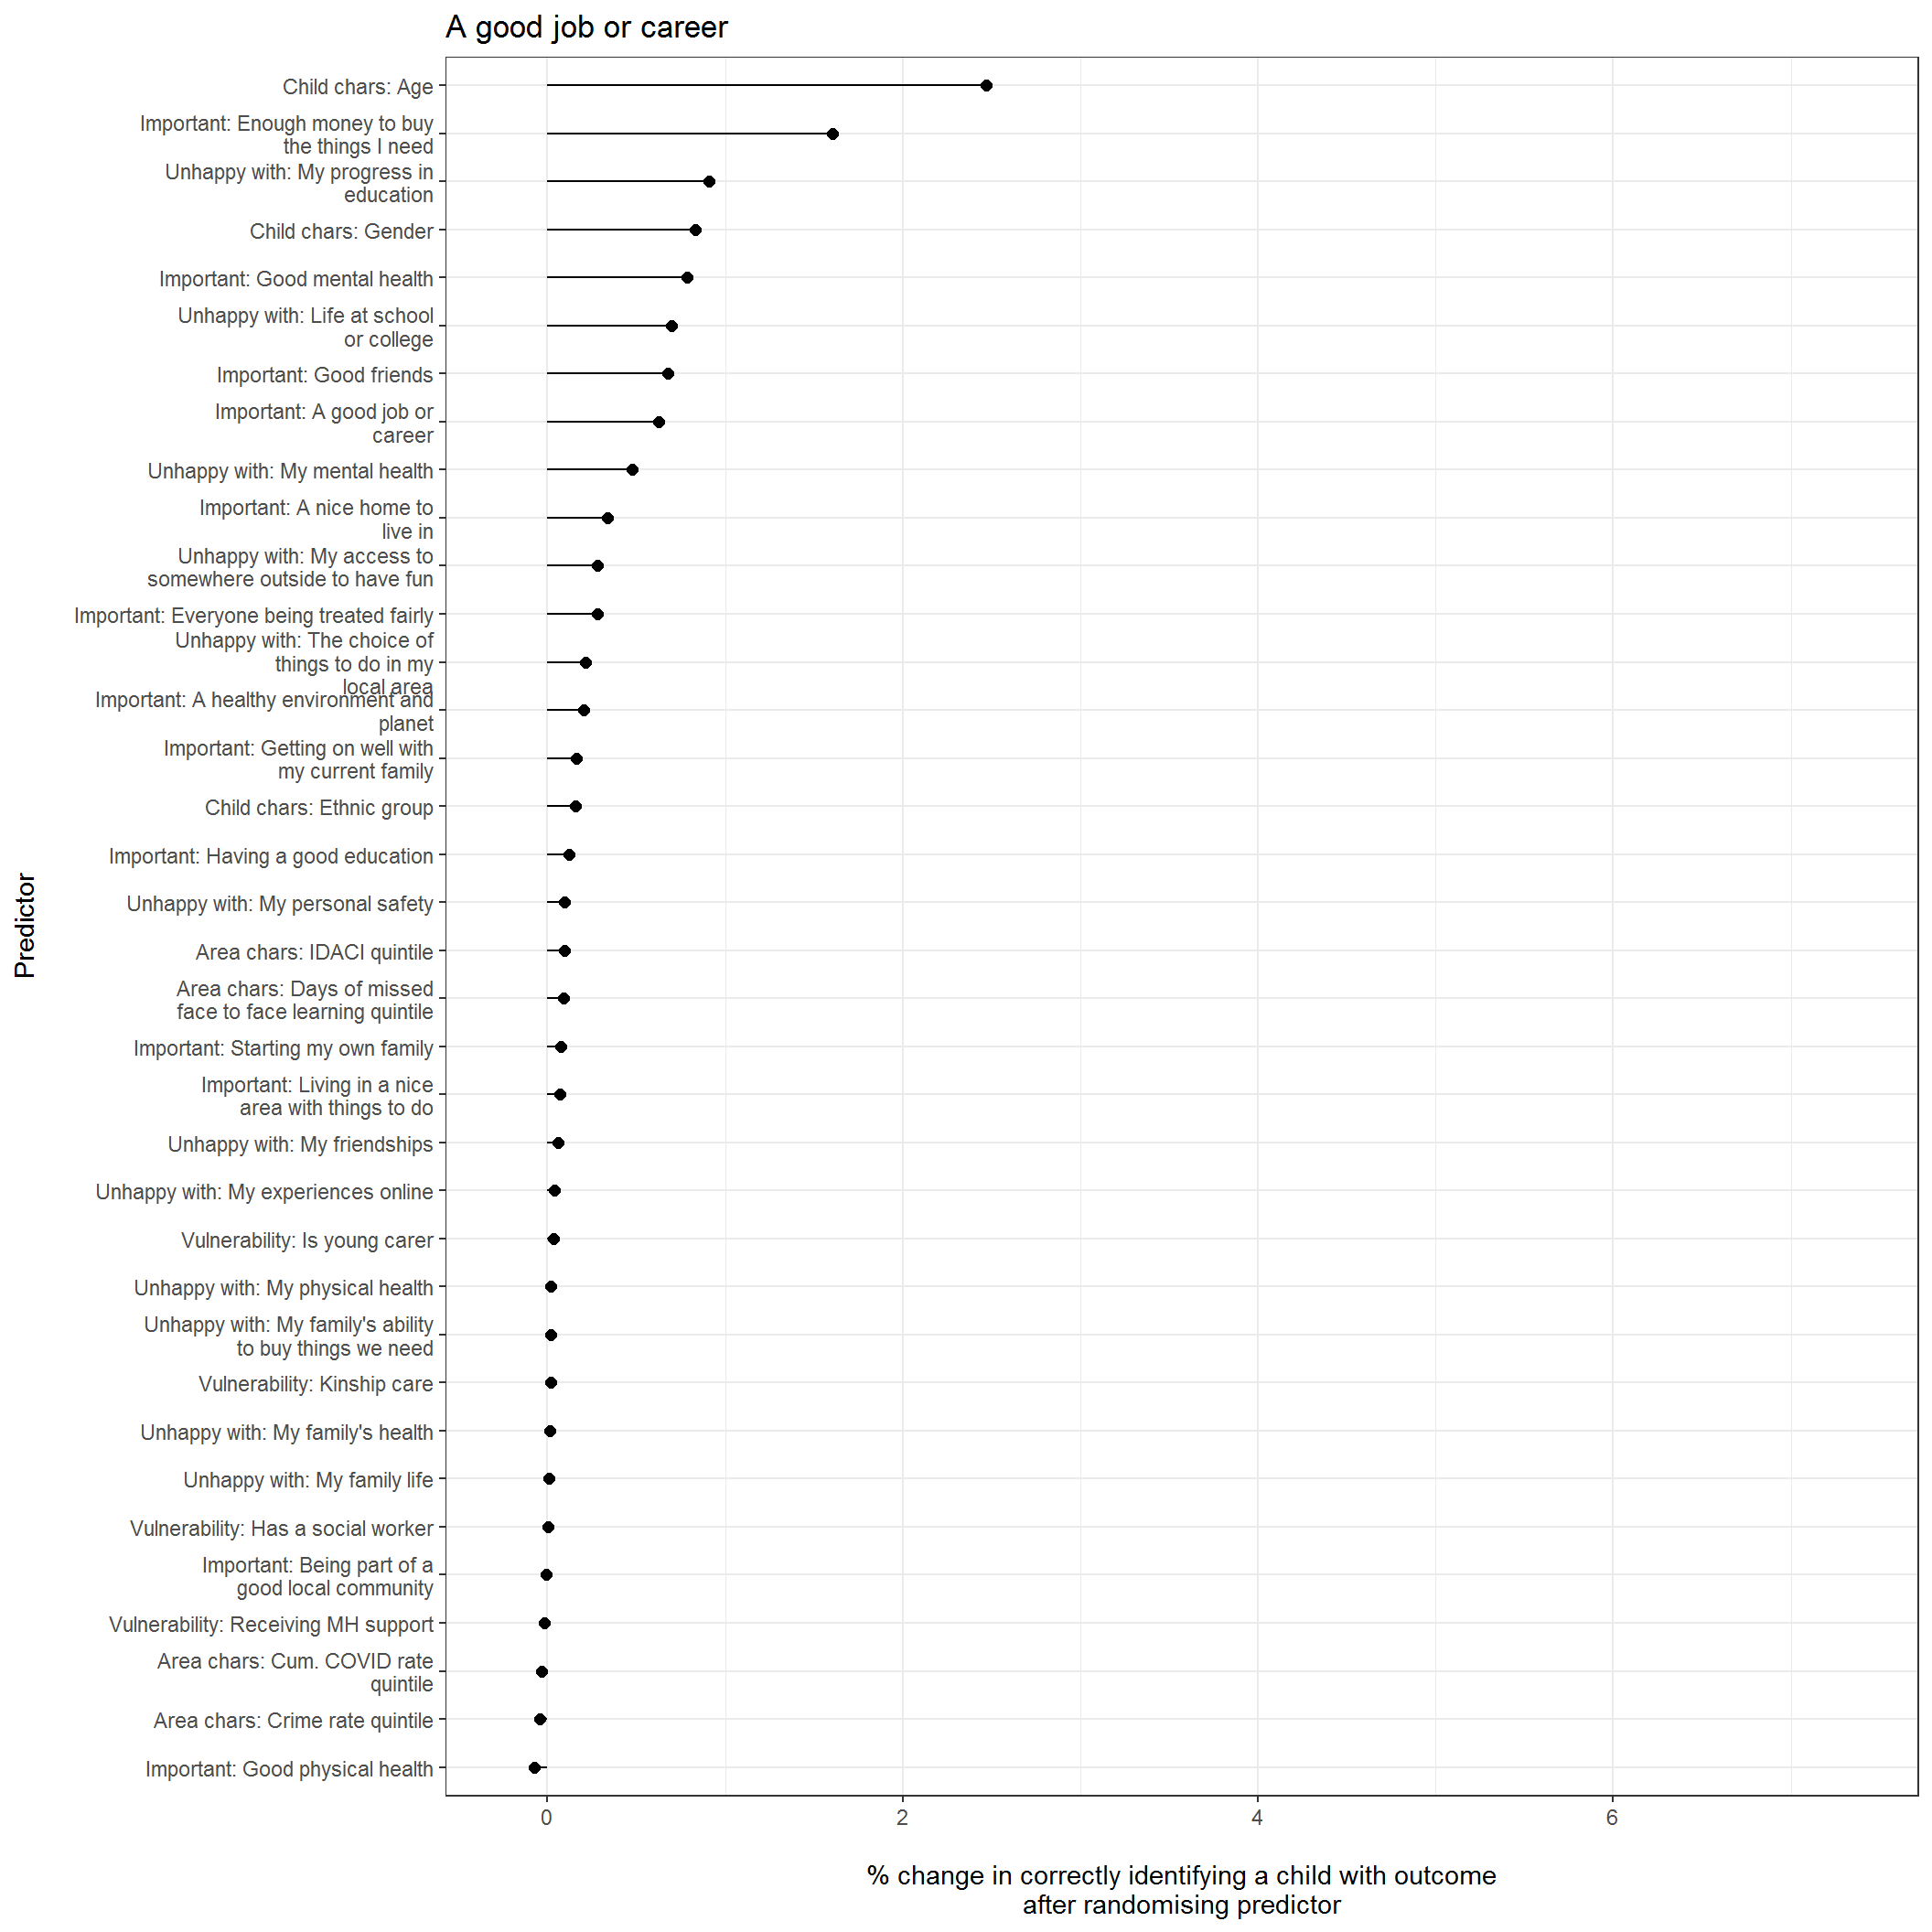 A good job or career
Child chars: Age
Important: Enough money to buy
the things I need
Unhappy with: My progress in
education
Child chars: Gender
Important: Good mental health
Unhappy with: Life at school
or college
Important: Good friends
Important: A good job or
career
Unhappy with: My mental health
Important: A nice home to
live in
Unhappy with: My access to
somewhere outside to have fun
Important: Everyone being treated fairly
Unhappy with: The choice of
things to do in my
local area
Important: A healthy environment and
planet
Important: Getting on well with
my current family
Child chars: Ethnic group
Important: Having a good education
Unhappy with: My personal safety
Area chars: IDACI quintile
Area chars: Days of missed
face to face learning quintile
Important: Starting my own family
Important: Living in a nice
area with things to do
Unhappy with: My friendships
Unhappy with: My experiences online
Vulnerability: Is young carer
Unhappy with: My physical health
Unhappy with: My family's ability
to buy things we need
Vulnerability: Kinship care
Unhappy with: My family's health
Unhappy with: My family life
Vulnerability: Has a social worker
Important: Being part of a
good local community
Vulnerability: Receiving MH support
Area chars: Cum. COVID rate
quintile
Area chars: Crime rate quintile
Important: Good physical health
Predictor
0 2 4 6
% change in correctly identifying a child with outcome
after randomising predictor